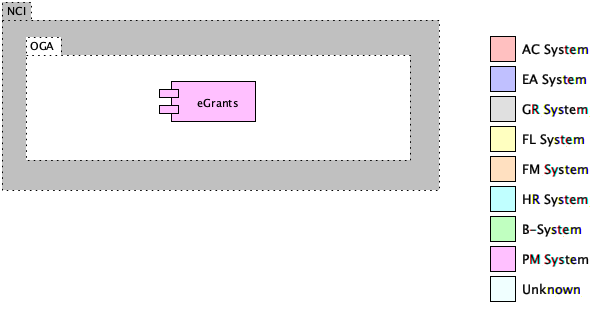 NCI
OGA
eGrants
AC System
EA System
GR System
FL System
FM System
HR System
B-System
PM System
Unknown